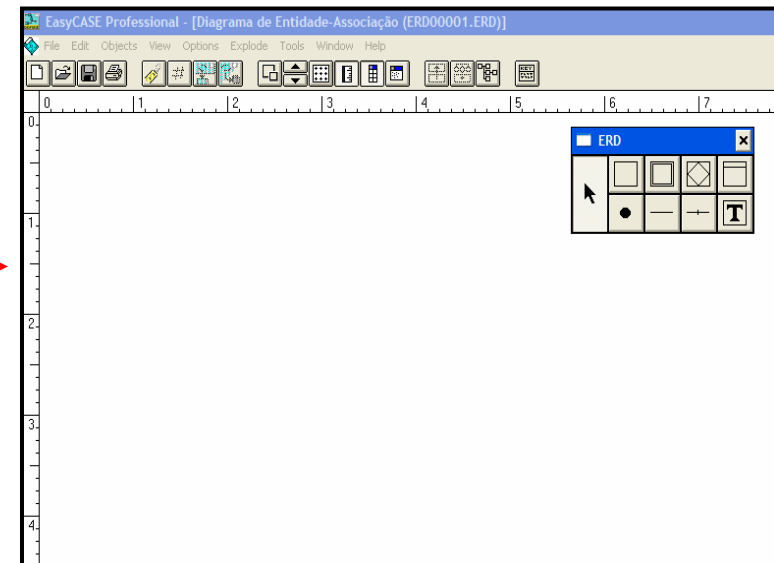 EasyCASE Professional - [Diagrama de Entidade-Associação (ERD00001.ERD)]
File Edit Objects View Options Explode Tools Window Help
0 1 2 3 4 5 6 7
0
ERD
T
1
2
3
4